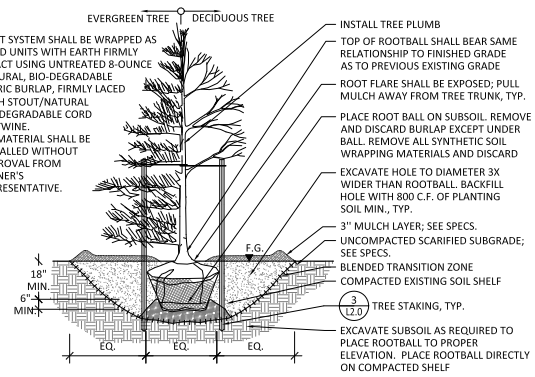 EVERGREEN TREE
DECIDUOUS TREE
T SYSTEM SHALL BE WRAPPED AS
D UNITS WITH EARTH FIRMLY
ACT USING UNTREATED 8-OUNCE
URAL, BIO-DEGRADABLE
RIC BURLAP, FIRMLY LACED
H STOUT/NATURAL
DEGRADABLE CORD
TWINE.
MATERIAL SHALL BE
ALLED WITHOUT
ROVAL FROM
NER'S
RESENTATIVE.
INSTALL TREE PLUMB
TOP OF ROOTBALL SHALL BEAR SAME
RELATIONSHIP TO FINISHED GRADE
AS TO PREVIOUS EXISTING GRADE
ROOT FLARE SHALL BE EXPOSED; PULL
MULCH AWAY FROM TREE TRUNK, TYP.
PLACE ROOT BALL ON SUBSOIL. REMOVE
AND DISCARD BURLAP EXCEPT UNDER
BALL. REMOVE ALL SYNTHETIC SOIL
WRAPPING MATERIALS AND DISCARD
EXCAVATE HOLE TO DIAMETER 3X
WIDER THAN ROOTBALL. BACKFILL
HOLE WITH 800 C.F. OF PLANTING
SOIL MIN., TYP.
3" MULCH LAYER; SEE SPECS.
UNCOMPACTED SCARIFIED SUBGRADE;
SEE SPECS.
BLENDED TRANSITION ZONE
COMPACTED EXISTING SOIL SHELF
3
L2.0
TREE STAKING, TYP.
EXCAVATE SUBSOIL AS REQUIRED TO
PLACE ROOTBALL TO PROPER
ELEVATION. PLACE ROOTBALL DIRECTLY
ON COMPACTED SHELF
F.G.
18"
MIN.
6"
MIN.
EQ.
EQ.
EQ.